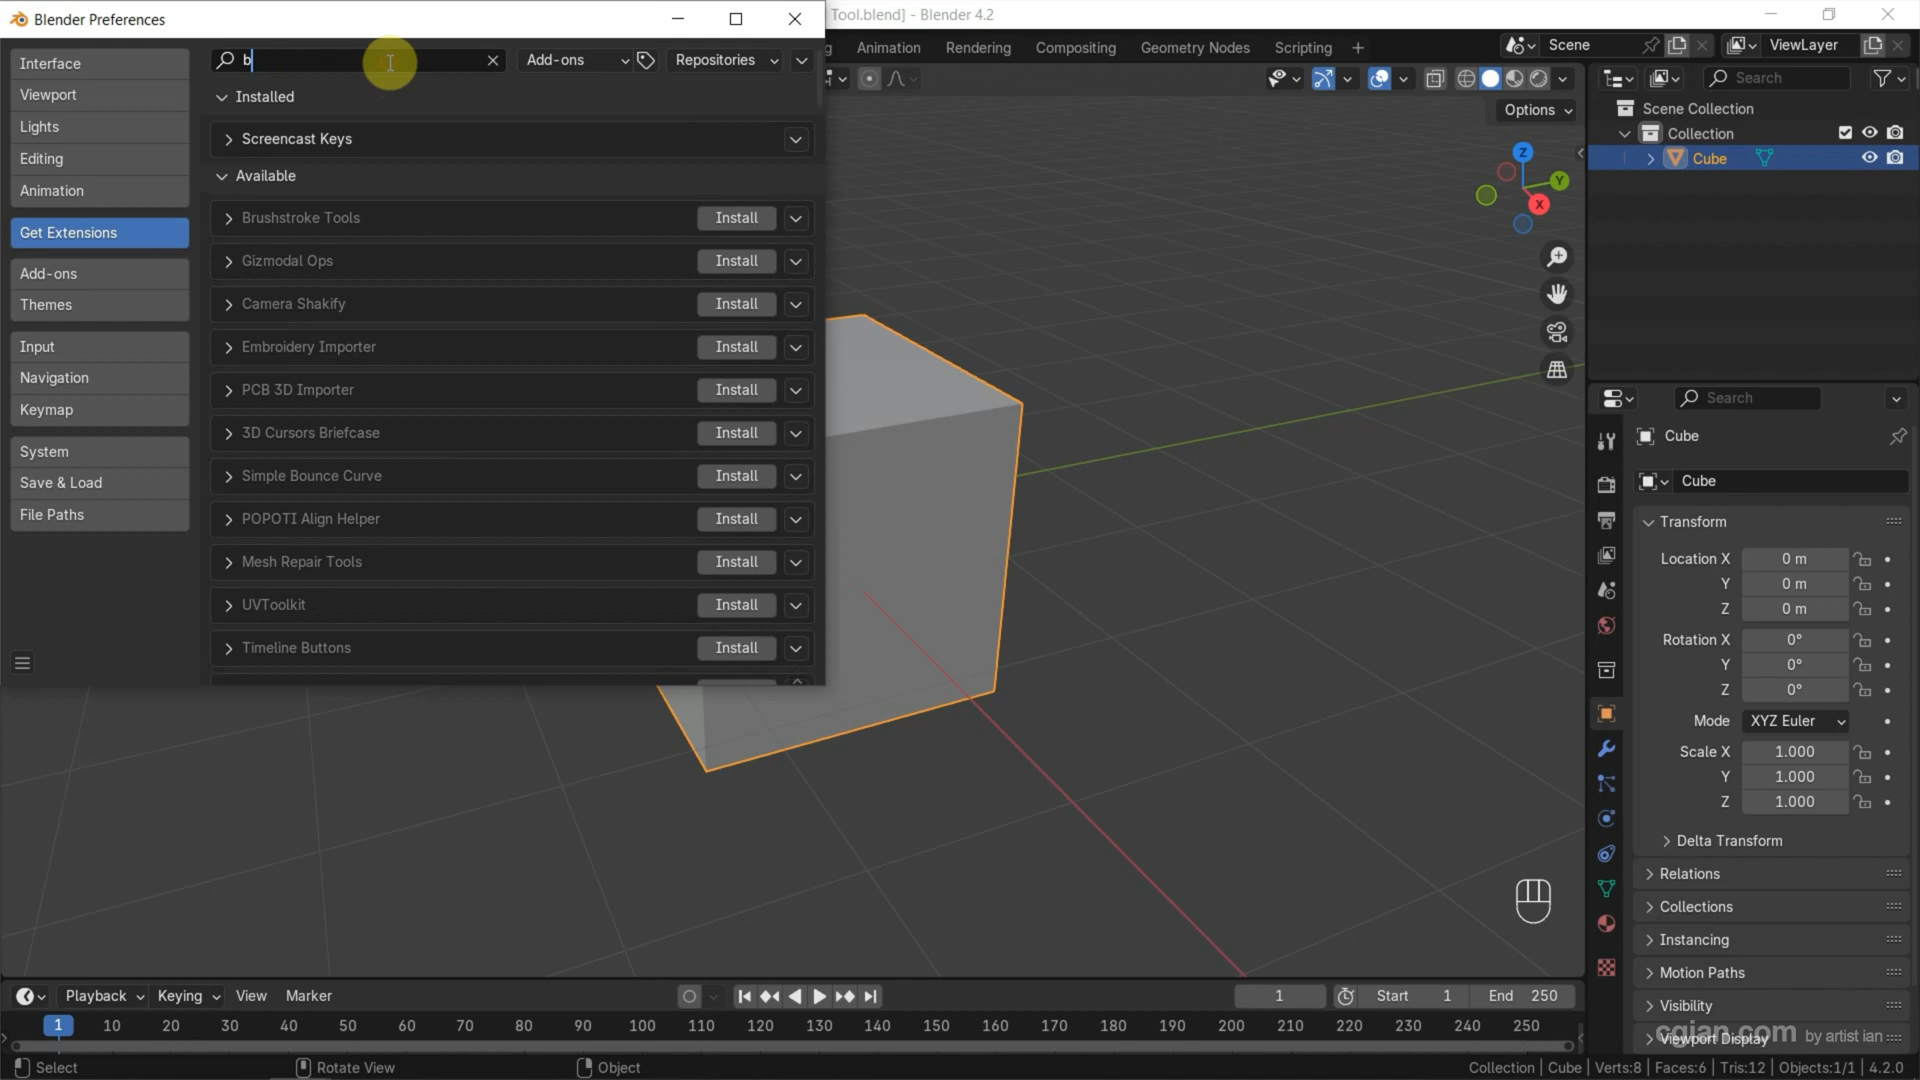 Blender Preferences
Tool.blend] - Blender 4.2
Animation
Rendering
Compositing
Geometry Nodes
Scripting
Scene
ViewLayer
Interface
Viewport
Lights
Editing
Animation
Get Extensions
Add-ons
Themes
Input
Navigation
Keymap
System
Save & Load
File Paths
b
Add-ons
Repositories
Installed
Screencast Keys
Available
Brushstroke Tools Install
Gizmodal Ops Install
Camera Shakify Install
Embroidery Importer Install
PCB 3D Importer Install
3D Cursors Briefcase Install
Simple Bounce Curve Install
POPOTI Align Helper Install
Mesh Repair Tools Install
UVToolkit Install
Timeline Buttons Install
Options
Z
Y
X
Search
Scene Collection
Collection
Cube
Search
Cube
Cube
Transform
Location X 0 m
Y 0 m
Z 0 m
Rotation X 0°
Y 0°
Z 0°
Mode XYZ Euler
Scale X 1.000
Y 1.000
Z 1.000
Delta Transform
Relations
Collections
Instancing
Motion Paths
Visibility
Viewport Display
cgian.com by artist ian
Playback Keying View Marker
1 Start 1 End 250
1 10 20 30 40 50 60 70 80 90 100 110 120 130 140 150 160 170 180 190 200 210 220 230 240 250
Select Rotate View Object
Collection | Cube | Verts:8 | Faces:6 | Tris:12 | Objects:1/1 | 4.2.0